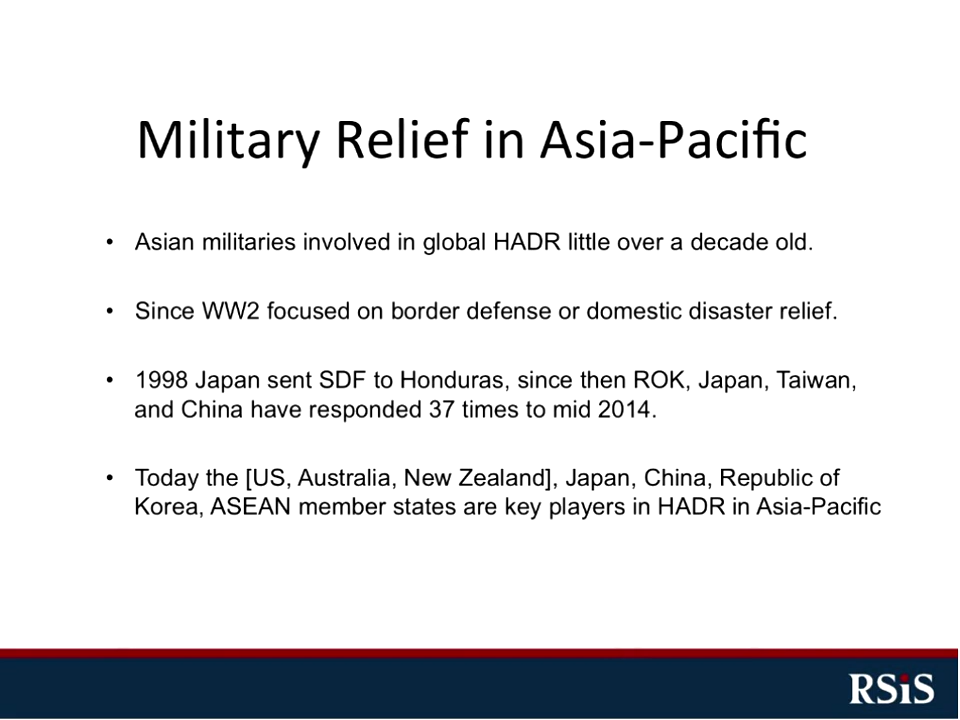 Military Relief in Asia-Pacific
• Asian militaries involved in global HADR little over a decade old.
• Since WW2 focused on border defense or domestic disaster relief.
• 1998 Japan sent SDF to Honduras, since then ROK, Japan, Taiwan,
and China have responded 37 times to mid 2014.
• Today the [US, Australia, New Zealand], Japan, China, Republic of
Korea, ASEAN member states are key players in HADR in Asia-Pacific
RSiS